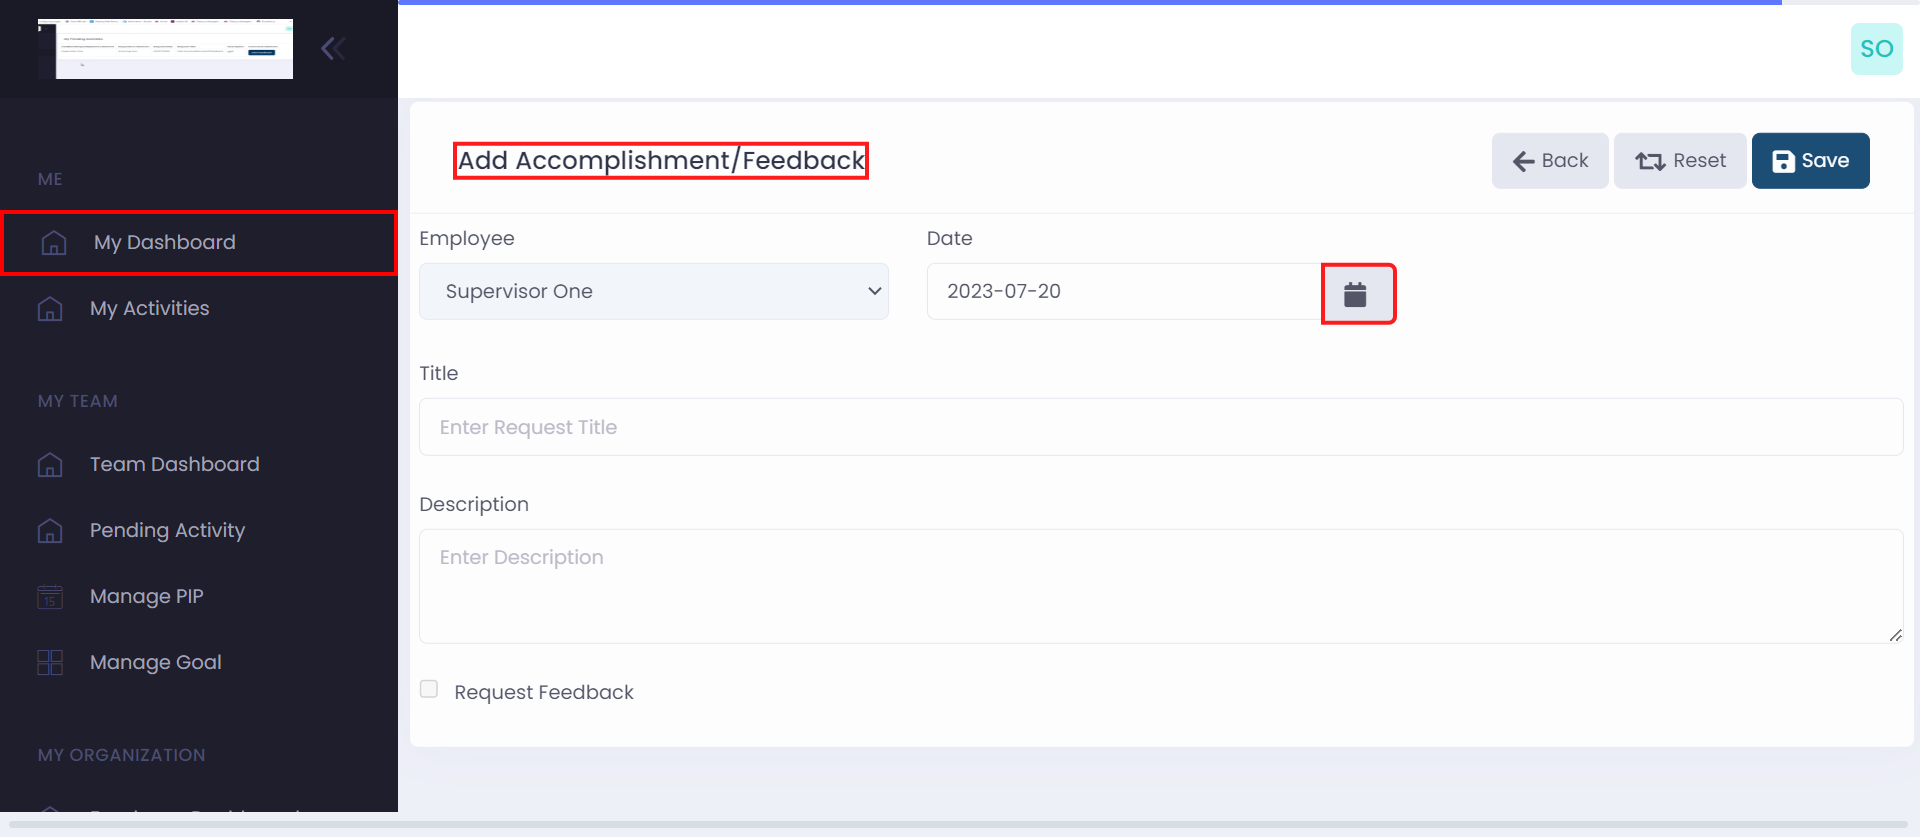 SO
ME
My Dashboard
My Activities
MY TEAM
Team Dashboard
Pending Activity
15
Manage PIP
Manage Goal
MY ORGANIZATION
Add Accomplishment/Feedback
Back
Reset
Save
Employee
Date
Supervisor One
2023-07-20
Title
Enter Request Title
Description
Enter Description
Request Feedback